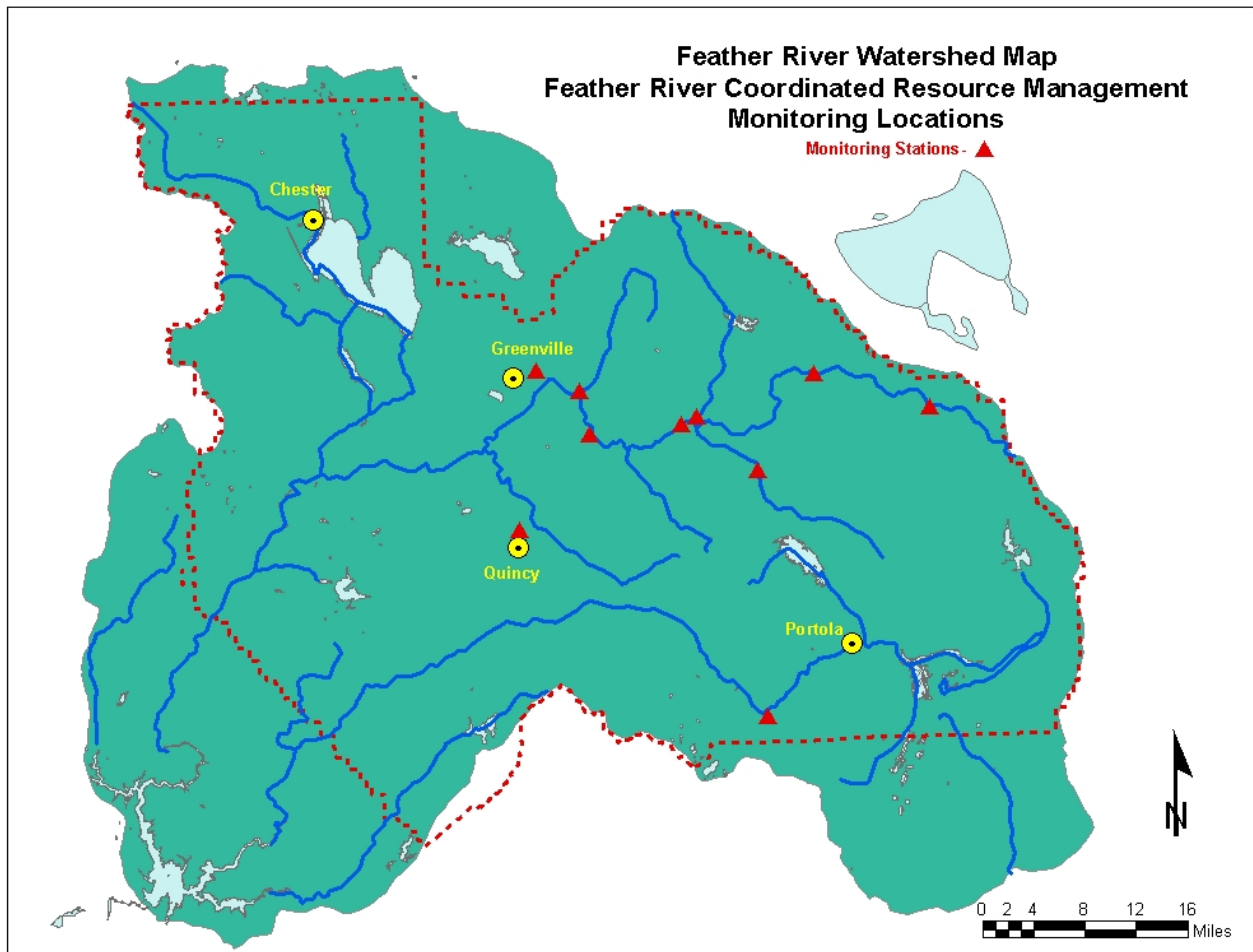 Feather River Watershed Map
Feather River Coordinated Resource Management
Monitoring Locations
Monitoring Stations -
Chester
Greenville
Quincy
Portola
N
0 2 4 8 12 16
Miles